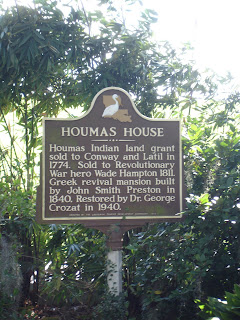 HOUMAS HOUSE
Houmas Indian land grant
sold to Conway and Latil in
1774. Sold to Revolutionary
War hero Wade Hampton 1811.
Greek revival mansion built
by John Smith Preston in
1840. Restored by Dr. George
Crozat in 1940.